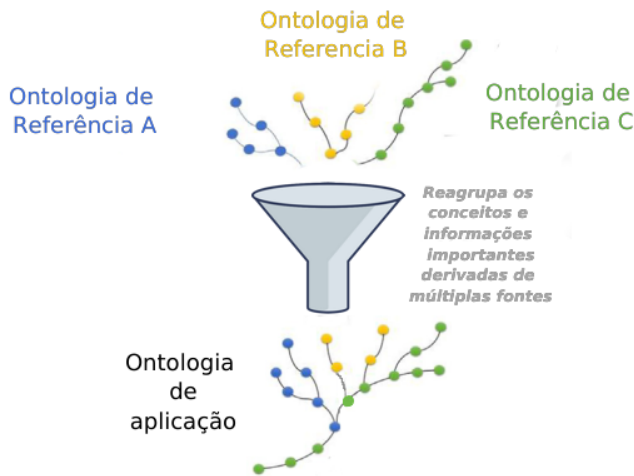 Ontologia de
Referencia B
Ontologia de
Referência A
Ontologia de
Referência C
Reagrupa os
conceitos e
informações
importantes
derivadas de
múltiplas fontes
Ontologia
de
aplicação